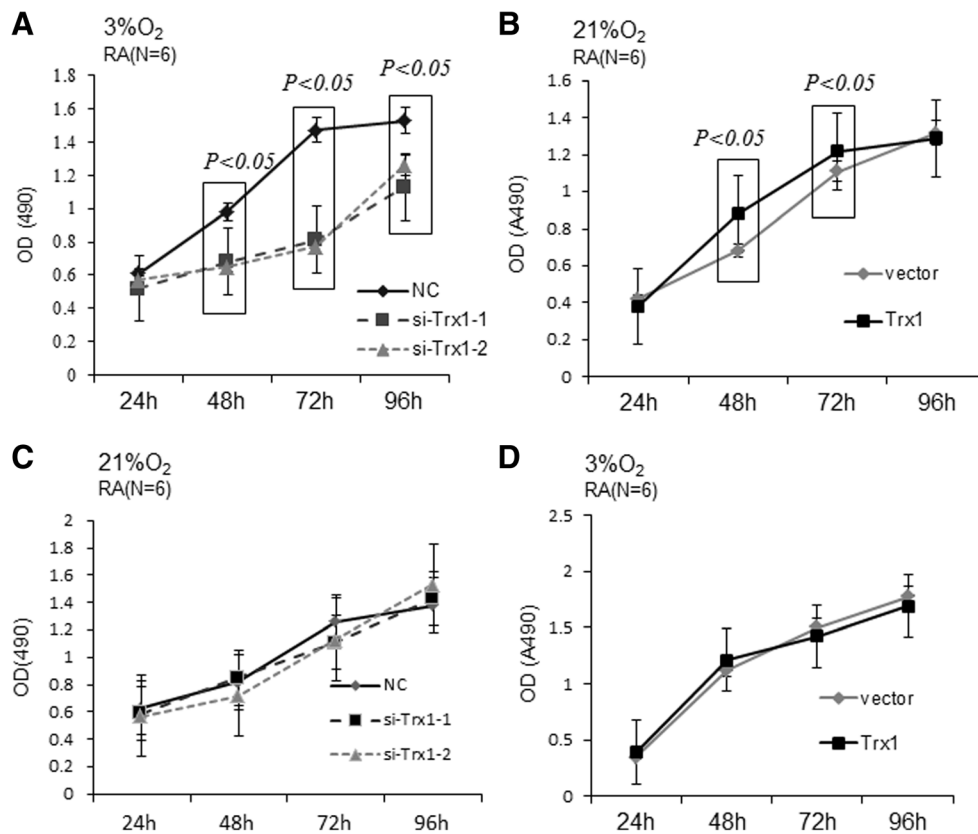 A
3%O₂
RA(N=6)
P<0.05
P<0.05
P<0.05
OD (490)
1.8
1.6
1.4
1.2
1
0.8
0.6
0.4
0.2
0
NC
si-Trx1-1
si-Trx1-2
24h 48h 72h 96h
B
21%O₂
RA(N=6)
P<0.05
P<0.05
OD (A490)
1.6
1.4
1.2
1
0.8
0.6
0.4
0.2
0
vector
Trx1
24h 48h 72h 96h
C
21%O₂
RA(N=6)
OD(490)
2
1.8
1.6
1.4
1.2
1
0.8
0.6
0.4
0.2
0
NC
si-Trx1-1
si-Trx1-2
24h 48h 72h 96h
D
3%O₂
RA(N=6)
OD (A490)
2.5
2
1.5
1
0.5
0
vector
Trx1
24h 48h 72h 96h